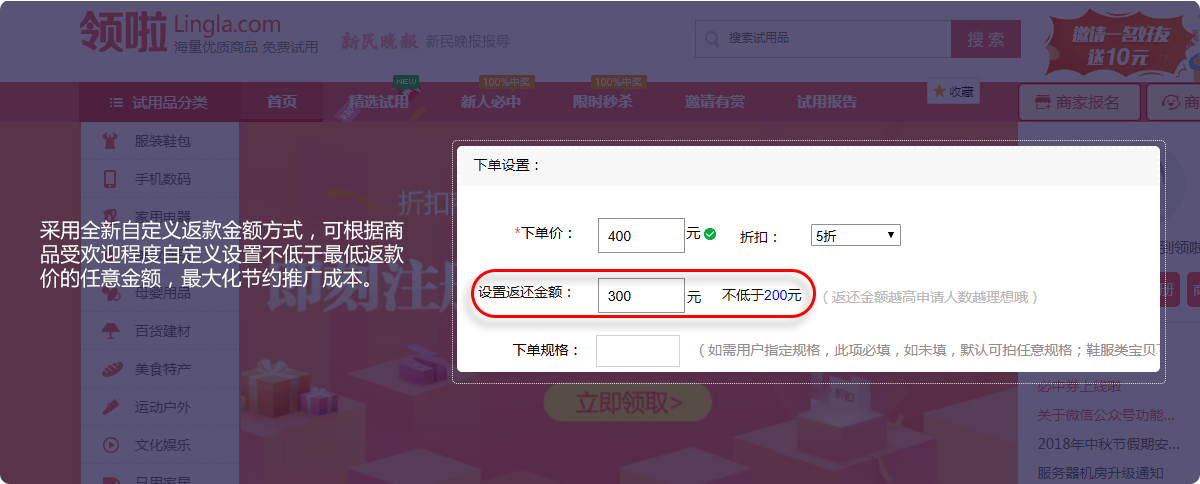 领啦 Lingla.com
海量优质商品 免费试用
新民晚报 新民晚报报导
搜索试用品
搜 索
邀请一名好友
送10元
试用品分类
首页
精选试用
NEW
新人必中
100%中奖
限时秒杀
100%中奖
邀请有赏
试用报告
收藏
商家报名
商
服装鞋包
手机数码
家用电器
母婴用品
百货建材
美食特产
运动户外
文化娱乐
日用家居
折扣
即刻注册
立即领取>
折扣
采用全新自定义返款金额方式，可根据商
品受欢迎程度自定义设置不低于最低返款
价的任意金额，最大化节约推广成本。
下单设置：
*下单价： 400 元 折扣： 5折
设置返还金额： 300 元 不低于200元 （返还金额越高申请人数越理想哦）
下单规格： （如需用户指定规格，此项必填，如未填，默认可拍任意规格；鞋服类宝贝
到领啦
册
商
必中券上线啦
关于微信公众号功能...
2018年中秋节假期安...
服务器机房升级通知